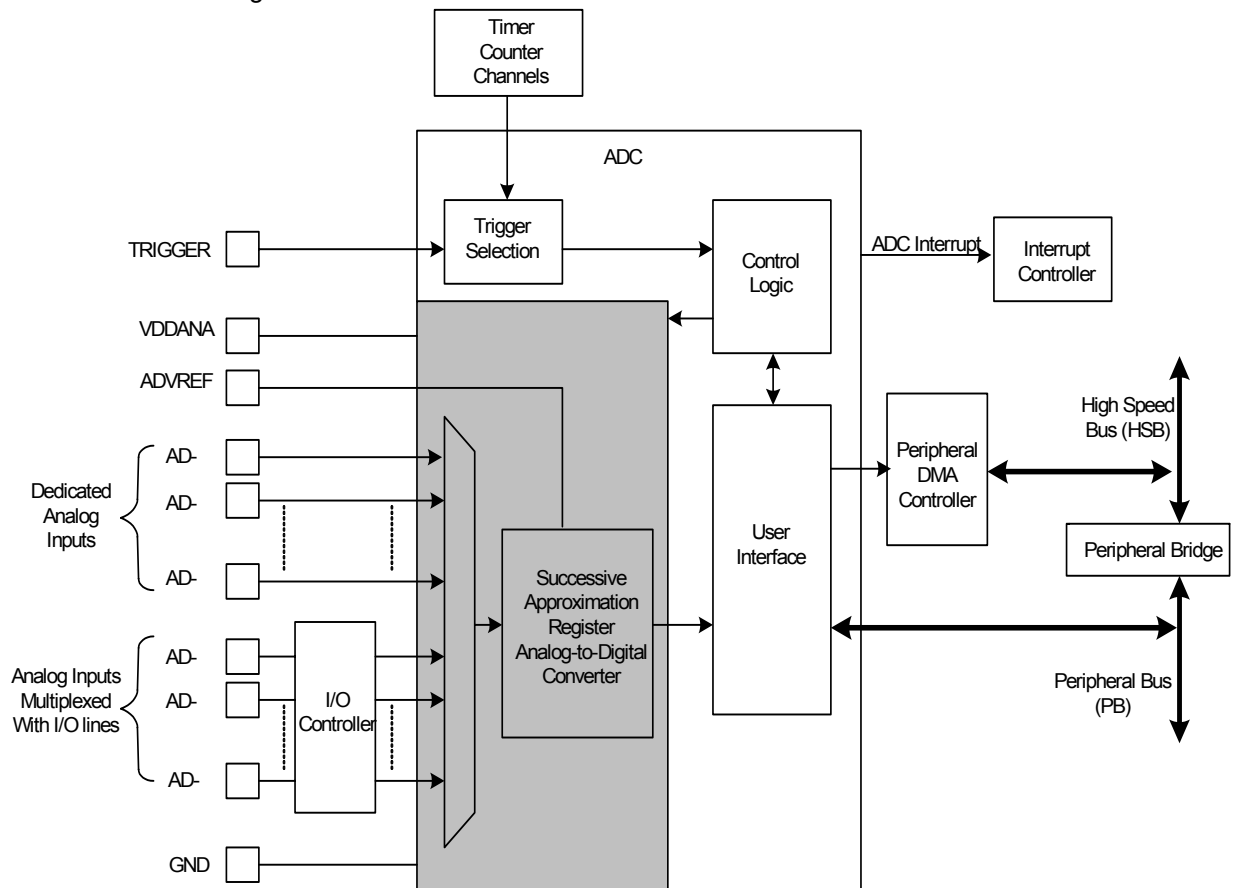 Timer
Counter
Channels
ADC
Trigger
Selection
TRIGGER
Control
Logic
ADC Interrupt
Interrupt
Controller
VDDANA
ADVREF
High Speed
Bus (HSB)
Peripheral
DMA
Controller
Dedicated
Analog
Inputs
AD-
AD-
AD-
User
Interface
Peripheral Bridge
Successive
Approximation
Register
Analog-to-Digital
Converter
Analog Inputs
Multiplexed
With I/O lines
AD-
AD-
AD-
I/O
Controller
Peripheral Bus
(PB)
GND